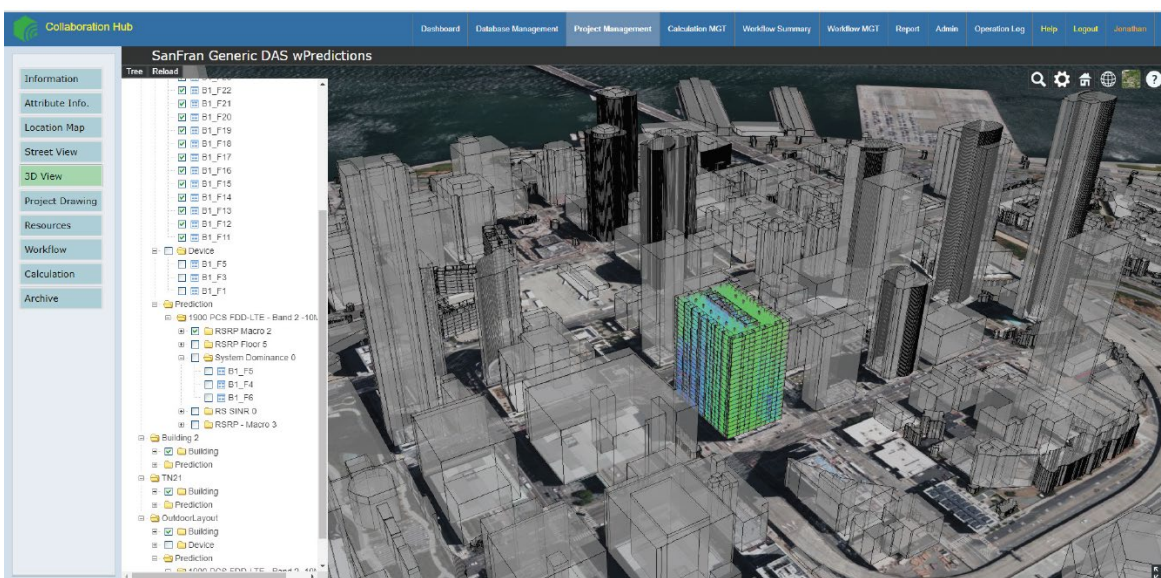 Collaboration Hub
Dashboard Database Management Project Management Calculation MGT Workflow Summary Workflow MGT Report Admin Operation Log Help Logout Jonathan
SanFran Generic DAS wPredictions
Tree Reload
Information
Attribute Info.
Location Map
Street View
3D View
Project Drawing
Resources
Workflow
Calculation
Archive
B1_F22
B1_F21
B1_F20
B1_F19
B1_F18
B1_F17
B1_F16
B1_F15
B1_F14
B1_F13
B1_F12
B1_F11
Device
B1_F5
B1_F3
B1_F1
Prediction
1900 PCS FDD-LTE - Band 2 -10
RSRP Macro 2
RSRP Floor 5
System Dominance 0
B1_F5
B1_F4
B1_F6
RS SINR 0
RSRP - Macro 3
Building 2
Building
Prediction
TN21
Building
Prediction
OutdoorLayout
Building
Device
Prediction